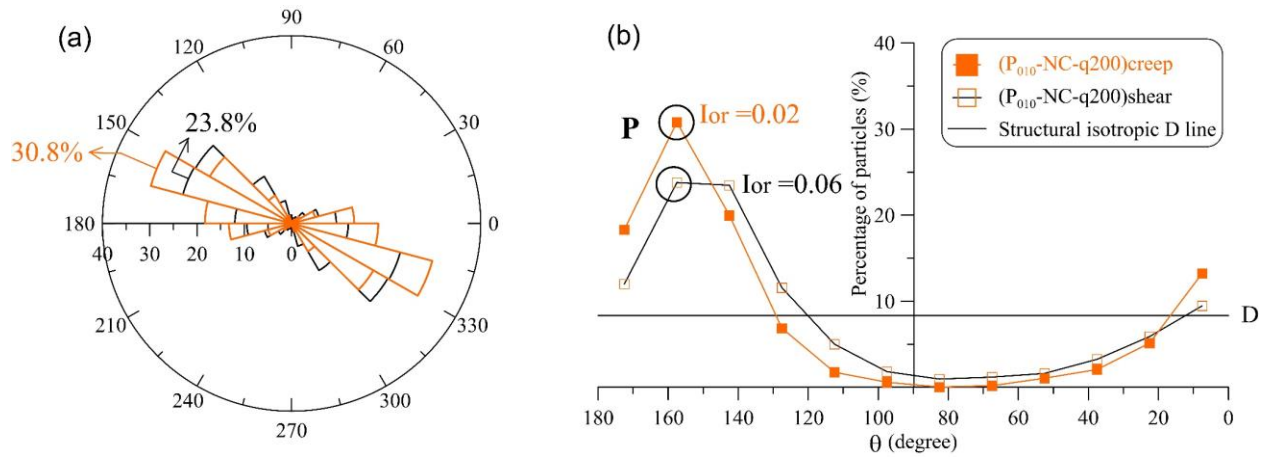 (a)
90
120
60
150
30
23.8%
30.8%
180
0
40 30 20 10 0
210
330
240
300
270
(b)
40
30
20
10
Percentage of particles (%)
(P₀₁₀-NC-q200)creep
(P₀₁₀-NC-q200)shear
Structural isotropic D line
P
Ior =0.02
Ior =0.06
D
180 160 140 120 100 80 60 40 20 0
θ (degree)